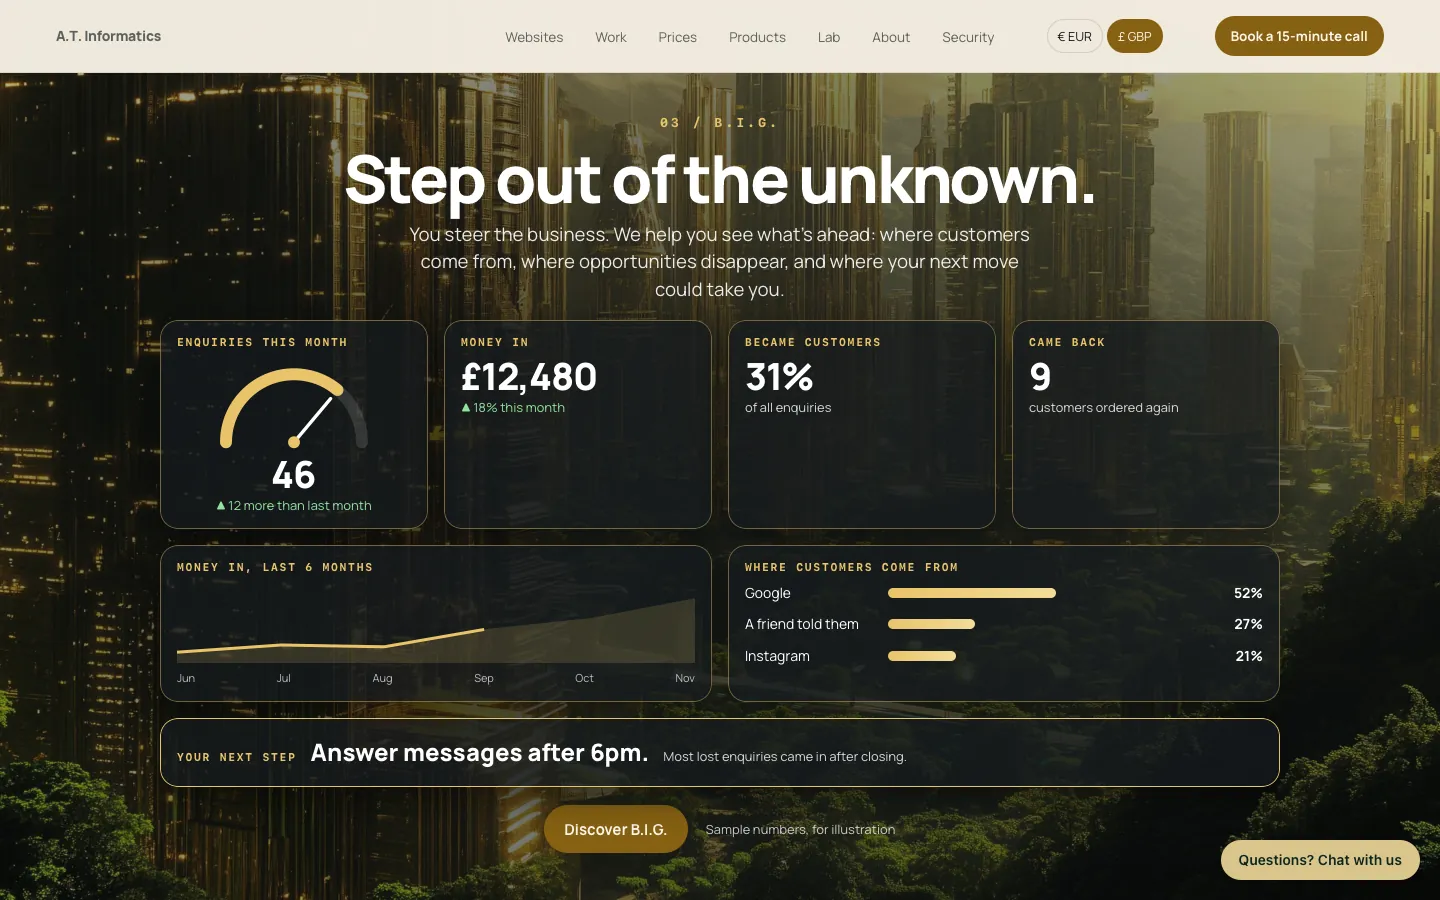 A.T. Informatics
Websites Work Prices Products Lab About Security € EUR £ GBP Book a 15-minute call
03 / B.I.G.
Step out of the unknown.
You steer the business. We help you see what's ahead: where customers
come from, where opportunities disappear, and where your next move
could take you.
ENQUIRIES THIS MONTH
46
▲ 12 more than last month
MONEY IN
£12,480
▲ 18% this month
BECAME CUSTOMERS
31%
of all enquiries
CAME BACK
9
customers ordered again
MONEY IN, LAST 6 MONTHS
Jun Jul Aug Sep Oct Nov
WHERE CUSTOMERS COME FROM
Google 52%
A friend told them 27%
Instagram 21%
YOUR NEXT STEP Answer messages after 6pm. Most lost enquiries came in after closing.
Discover B.I.G. Sample numbers, for illustration
Questions? Chat with us